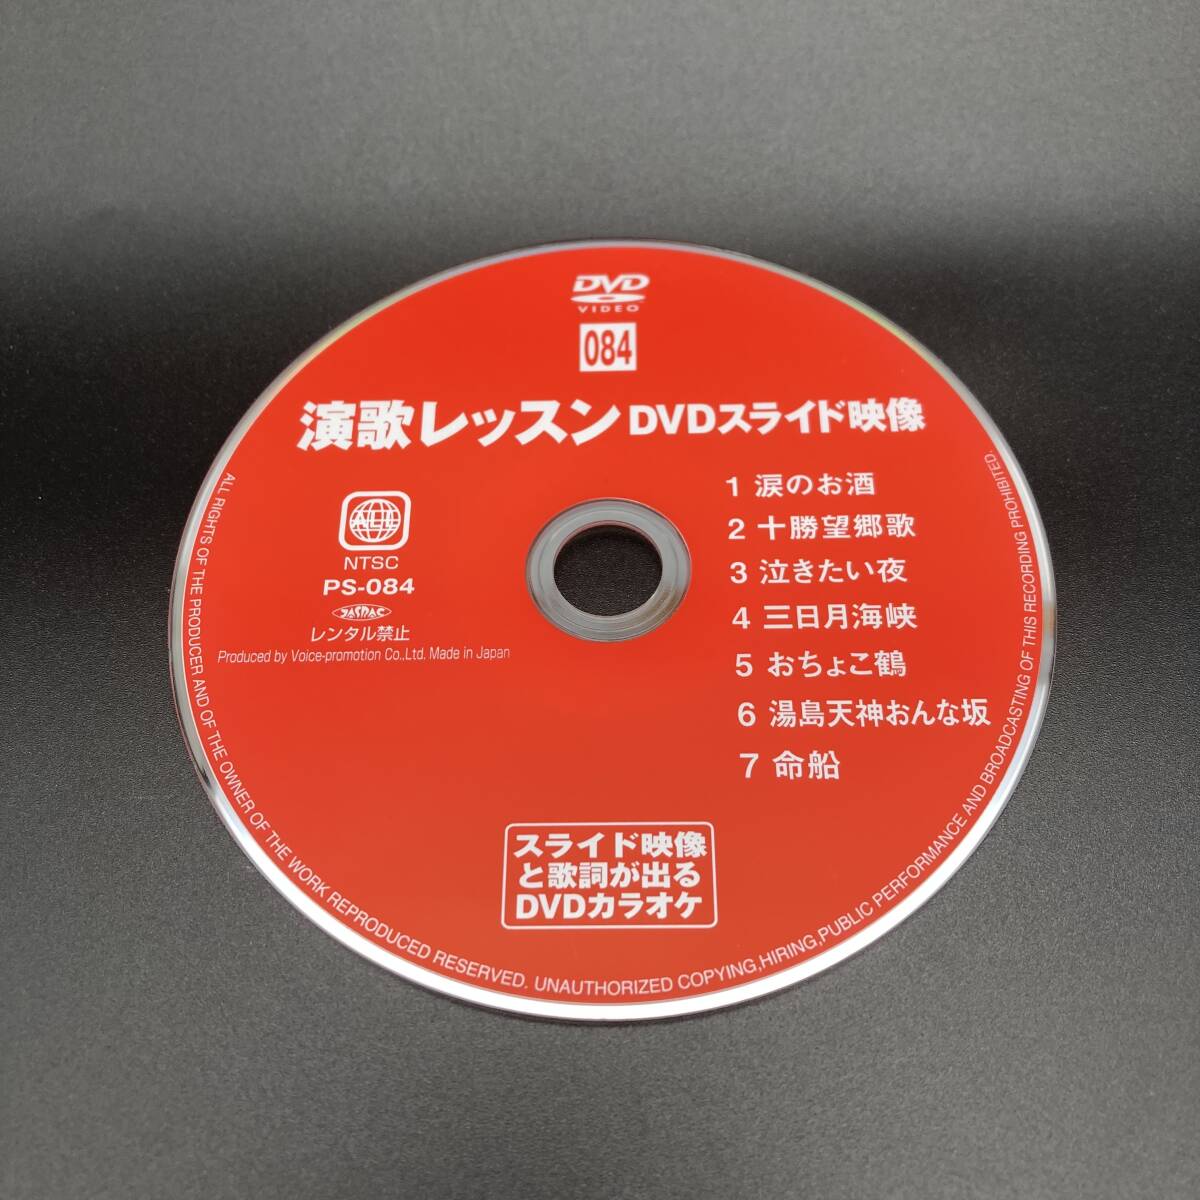 DVD
VIDEO
084
演歌レッスン DVDスライド映像
ALL
NTSC
PS-084
JASRAC
レンタル禁止
Produced by Voice-promotion Co.,Ltd. Made in Japan
1 涙のお酒
2 十勝望郷歌
3 泣きたい夜
4 三日月海峡
5 おちょこ鶴
6 湯島天神おんな坂
7 命船
スライド映像
と歌詞が出る
DVDカラオケ
ALL RIGHTS OF THE PRODUCER AND OF THE OWNER OF THE WORK REPRODUCED RESERVED. UNAUTHORIZED COPYING,HIRING,PUBLIC PERFORMANCE AND BROADCASTING OF THIS RECORDING PROHIBITED.